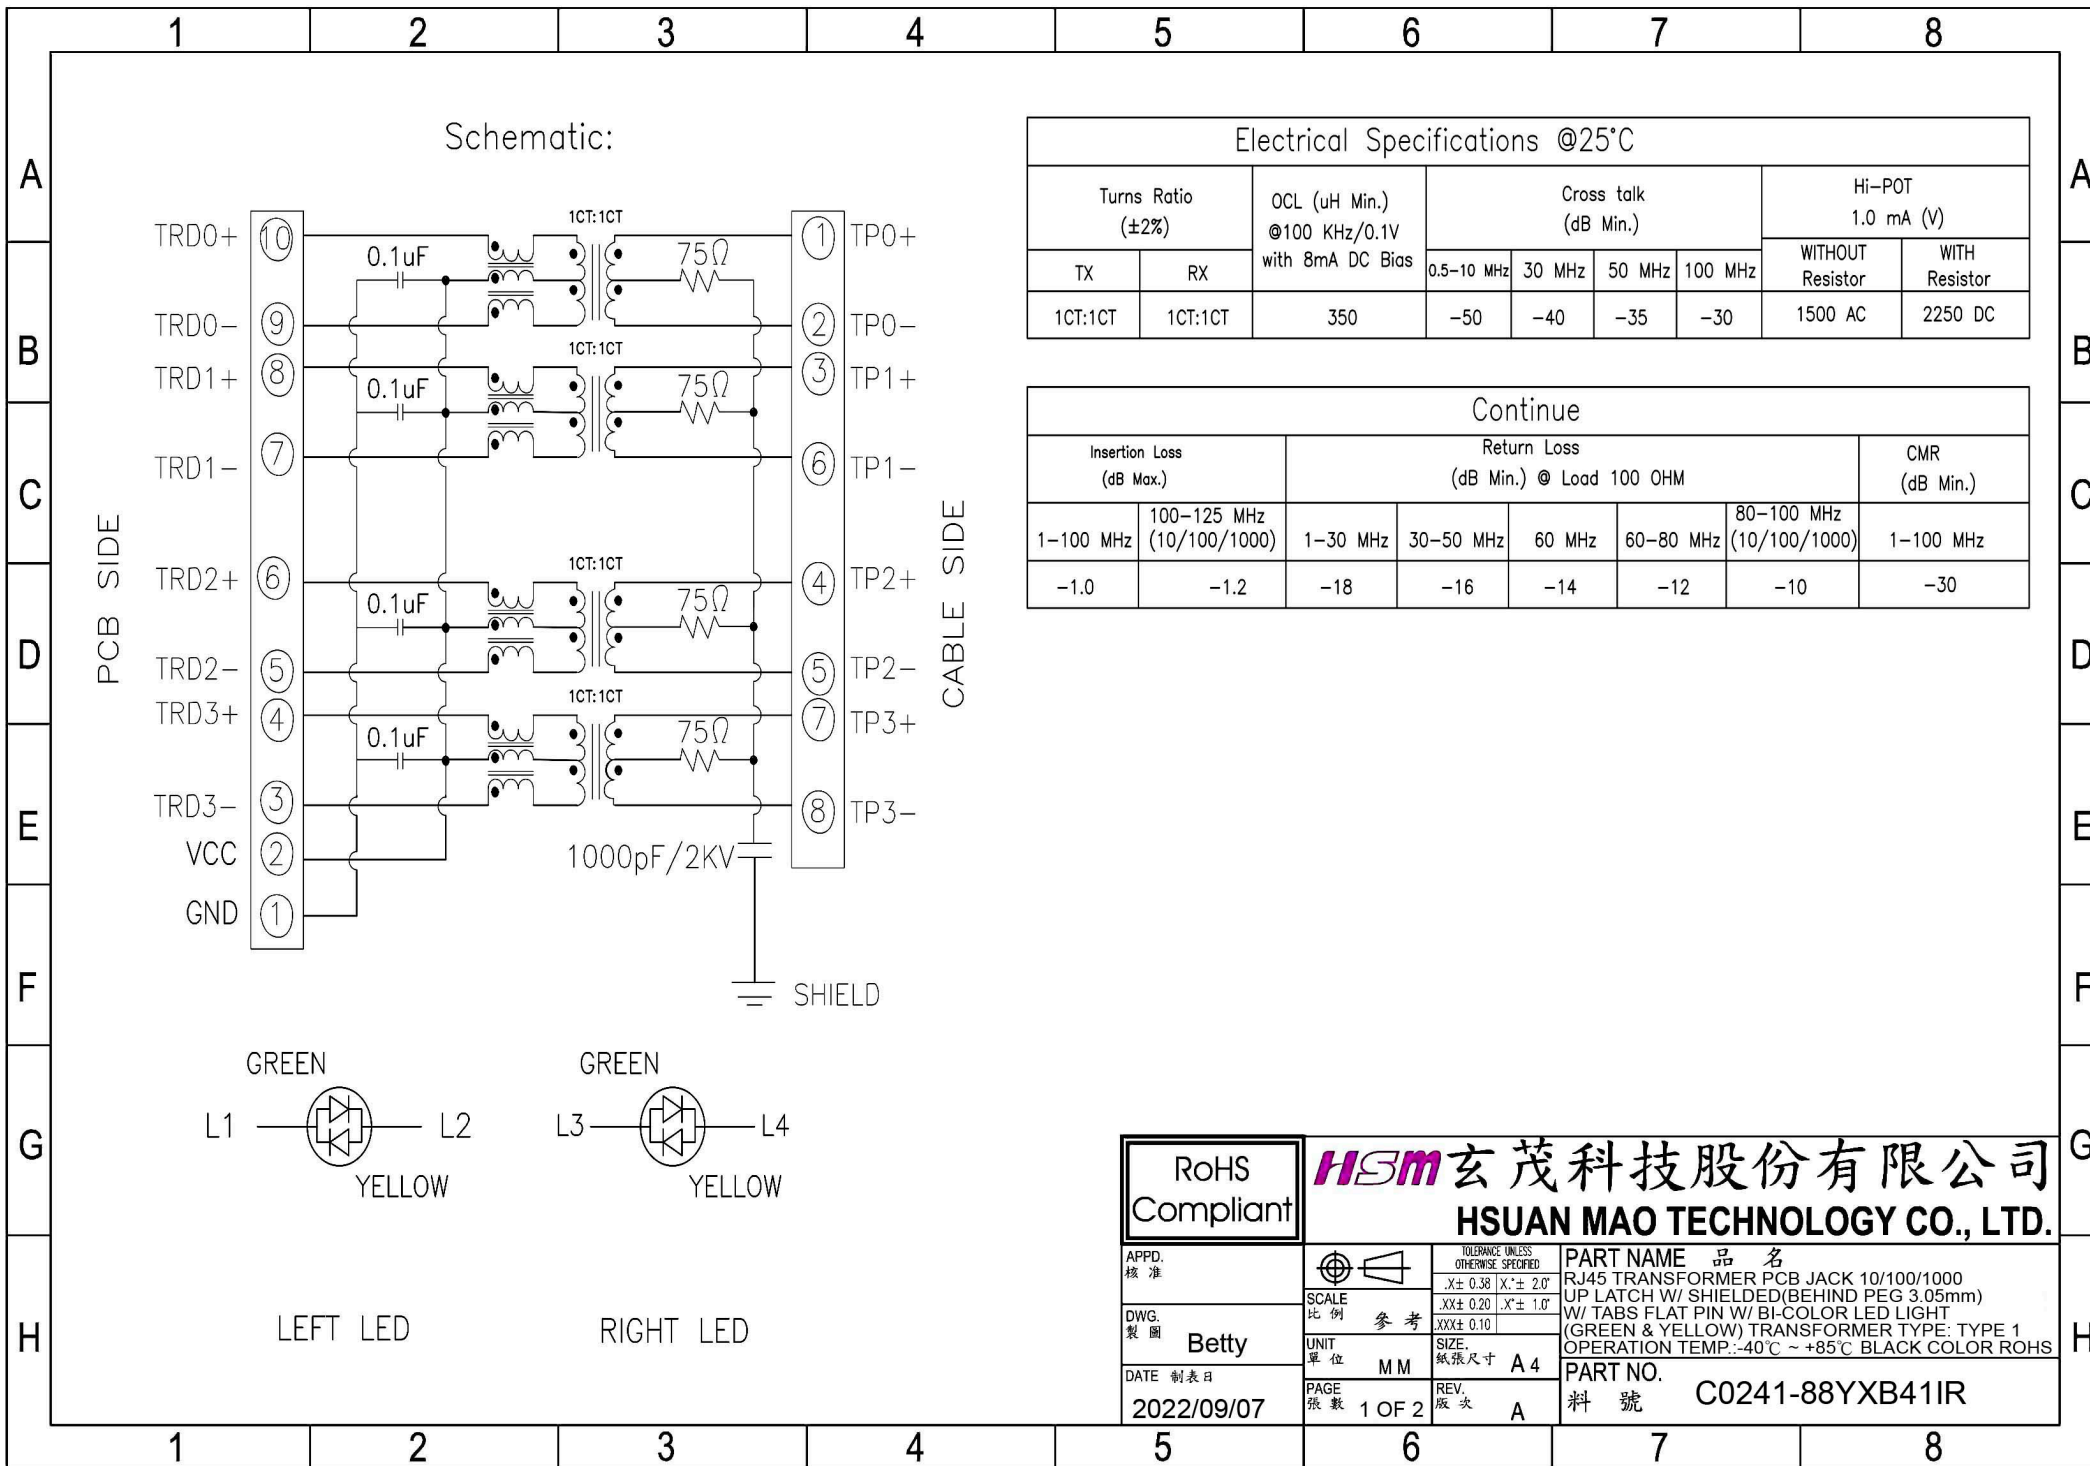 1 2 3 4 5 6 7 8
A A
B B
C C
D D
E E
F F
G G
H H
Schematic:
PCB SIDE
TRD0+ 10
TRD0- 9
TRD1+ 8
TRD1- 7
TRD2+ 6
TRD2- 5
TRD3+ 4
TRD3- 3
VCC 2
GND 1
0.1uF
0.1uF
0.1uF
0.1uF
1CT:1CT
1CT:1CT
1CT:1CT
1CT:1CT
75Ω
75Ω
75Ω
75Ω
1000pF/2KV
SHIELD
1 TP0+
2 TP0-
3 TP1+
6 TP1-
4 TP2+
5 TP2-
7 TP3+
8 TP3-
CABLE SIDE
GREEN
L1 L2
YELLOW
LEFT LED
GREEN
L3 L4
YELLOW
RIGHT LED
Electrical Specifications @25°C
Turns Ratio
(±2%)
OCL (uH Min.)
@100 KHz/0.1V
with 8mA DC Bias
Cross talk
(dB Min.)
Hi-POT
1.0 mA (V)
TX RX 0.5-10 MHz 30 MHz 50 MHz 100 MHz
WITHOUT
Resistor
WITH
Resistor
1CT:1CT 1CT:1CT 350 -50 -40 -35 -30 1500 AC 2250 DC
Continue
Insertion Loss
(dB Max.)
Return Loss
(dB Min.) @ Load 100 OHM
CMR
(dB Min.)
1-100 MHz
100-125 MHz
(10/100/1000)
1-30 MHz 30-50 MHz 60 MHz 60-80 MHz
80-100 MHz
(10/100/1000)
1-100 MHz
-1.0 -1.2 -18 -16 -14 -12 -10 -30
RoHS
Compliant
HSM 玄茂科技股份有限公司
HSUAN MAO TECHNOLOGY CO., LTD.
APPD.
核 准
DWG.
製 圖
Betty
DATE 制表日
2022/09/07
SCALE
比 例 參 考
UNIT
單 位 MM
PAGE
張 數 1 OF 2
TOLERANCE UNLESS
OTHERWISE SPECIFIED
.X± 0.38 X.°± 2.0°
.XX± 0.20 .X°± 1.0°
.XXX± 0.10
SIZE.
紙張尺寸 A4
REV.
版 次 A
PART NAME 品 名
RJ45 TRANSFORMER PCB JACK 10/100/1000
UP LATCH W/ SHIELDED(BEHIND PEG 3.05mm)
W/ TABS FLAT PIN W/ BI-COLOR LED LIGHT
(GREEN & YELLOW) TRANSFORMER TYPE: TYPE 1
OPERATION TEMP.:-40℃ ~ +85℃ BLACK COLOR ROHS
PART NO.
料 號 C0241-88YXB41IR
1 2 3 4 5 6 7 8